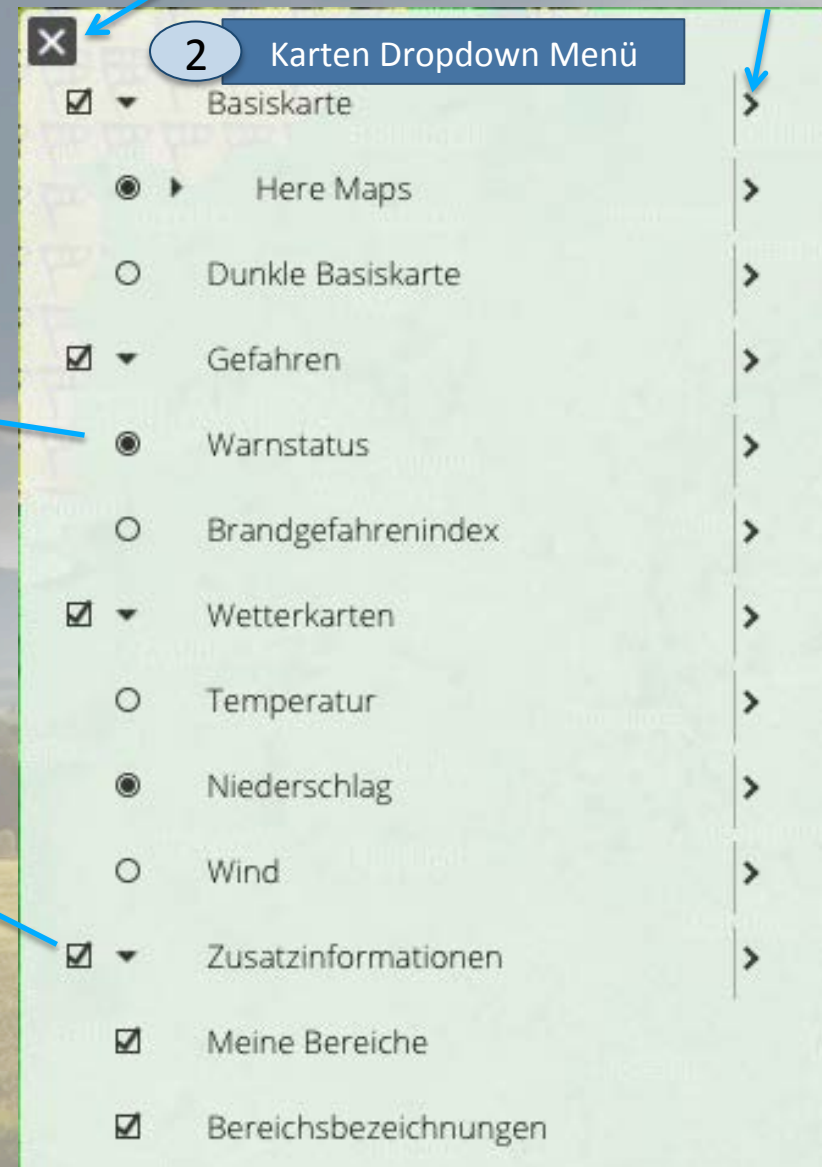 2 Karten Dropdown Menü
Basiskarte
Here Maps
Dunkle Basiskarte
Gefahren
Warnstatus
Brandgefahrenindex
Wetterkarten
Temperatur
Niederschlag
Wind
Zusatzinformationen
Meine Bereiche
Bereichsbezeichnungen